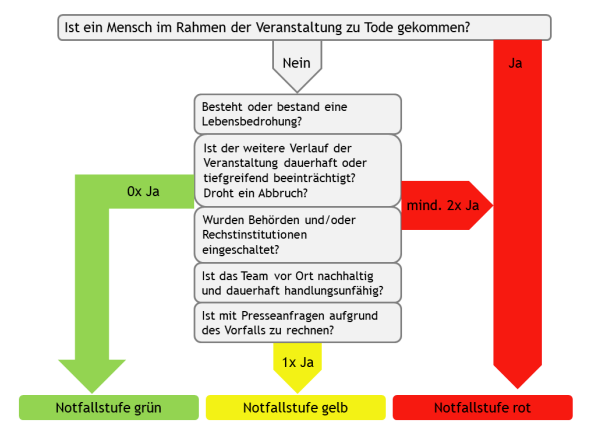 Ist ein Mensch im Rahmen der Veranstaltung zu Tode gekommen?
Nein
Ja
Besteht oder bestand eine
Lebensbedrohung?
Ist der weitere Verlauf der
Veranstaltung dauerhaft oder
tiefgreifend beeinträchtigt?
Droht ein Abbruch?
0x Ja
mind. 2x Ja
Wurden Behörden und/oder
Rechstinstitutionen
eingeschaltet?
Ist das Team vor Ort nachhaltig
und dauerhaft handlungsunfähig?
Ist mit Presseanfragen aufgrund
des Vorfalls zu rechnen?
1x Ja
Notfallstufe grün
Notfallstufe gelb
Notfallstufe rot